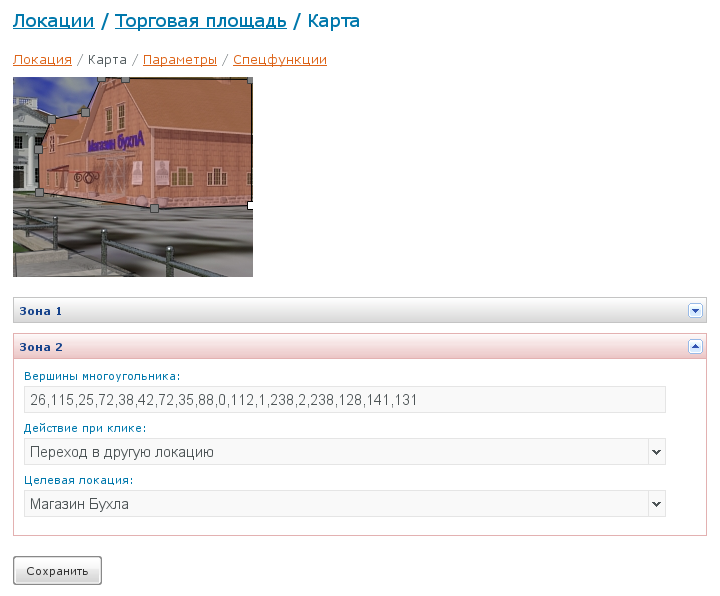 Локации / Торговая площадь / Карта
Локация / Карта / Параметры / Спецфункции
Магазин бухлА
Зона 1
Зона 2
Вершины многоугольника:
26,115,25,72,38,42,72,35,88,0,112,1,238,2,238,128,141,131
Действие при клике:
Переход в другую локацию
Целевая локация:
Магазин Бухла
Сохранить